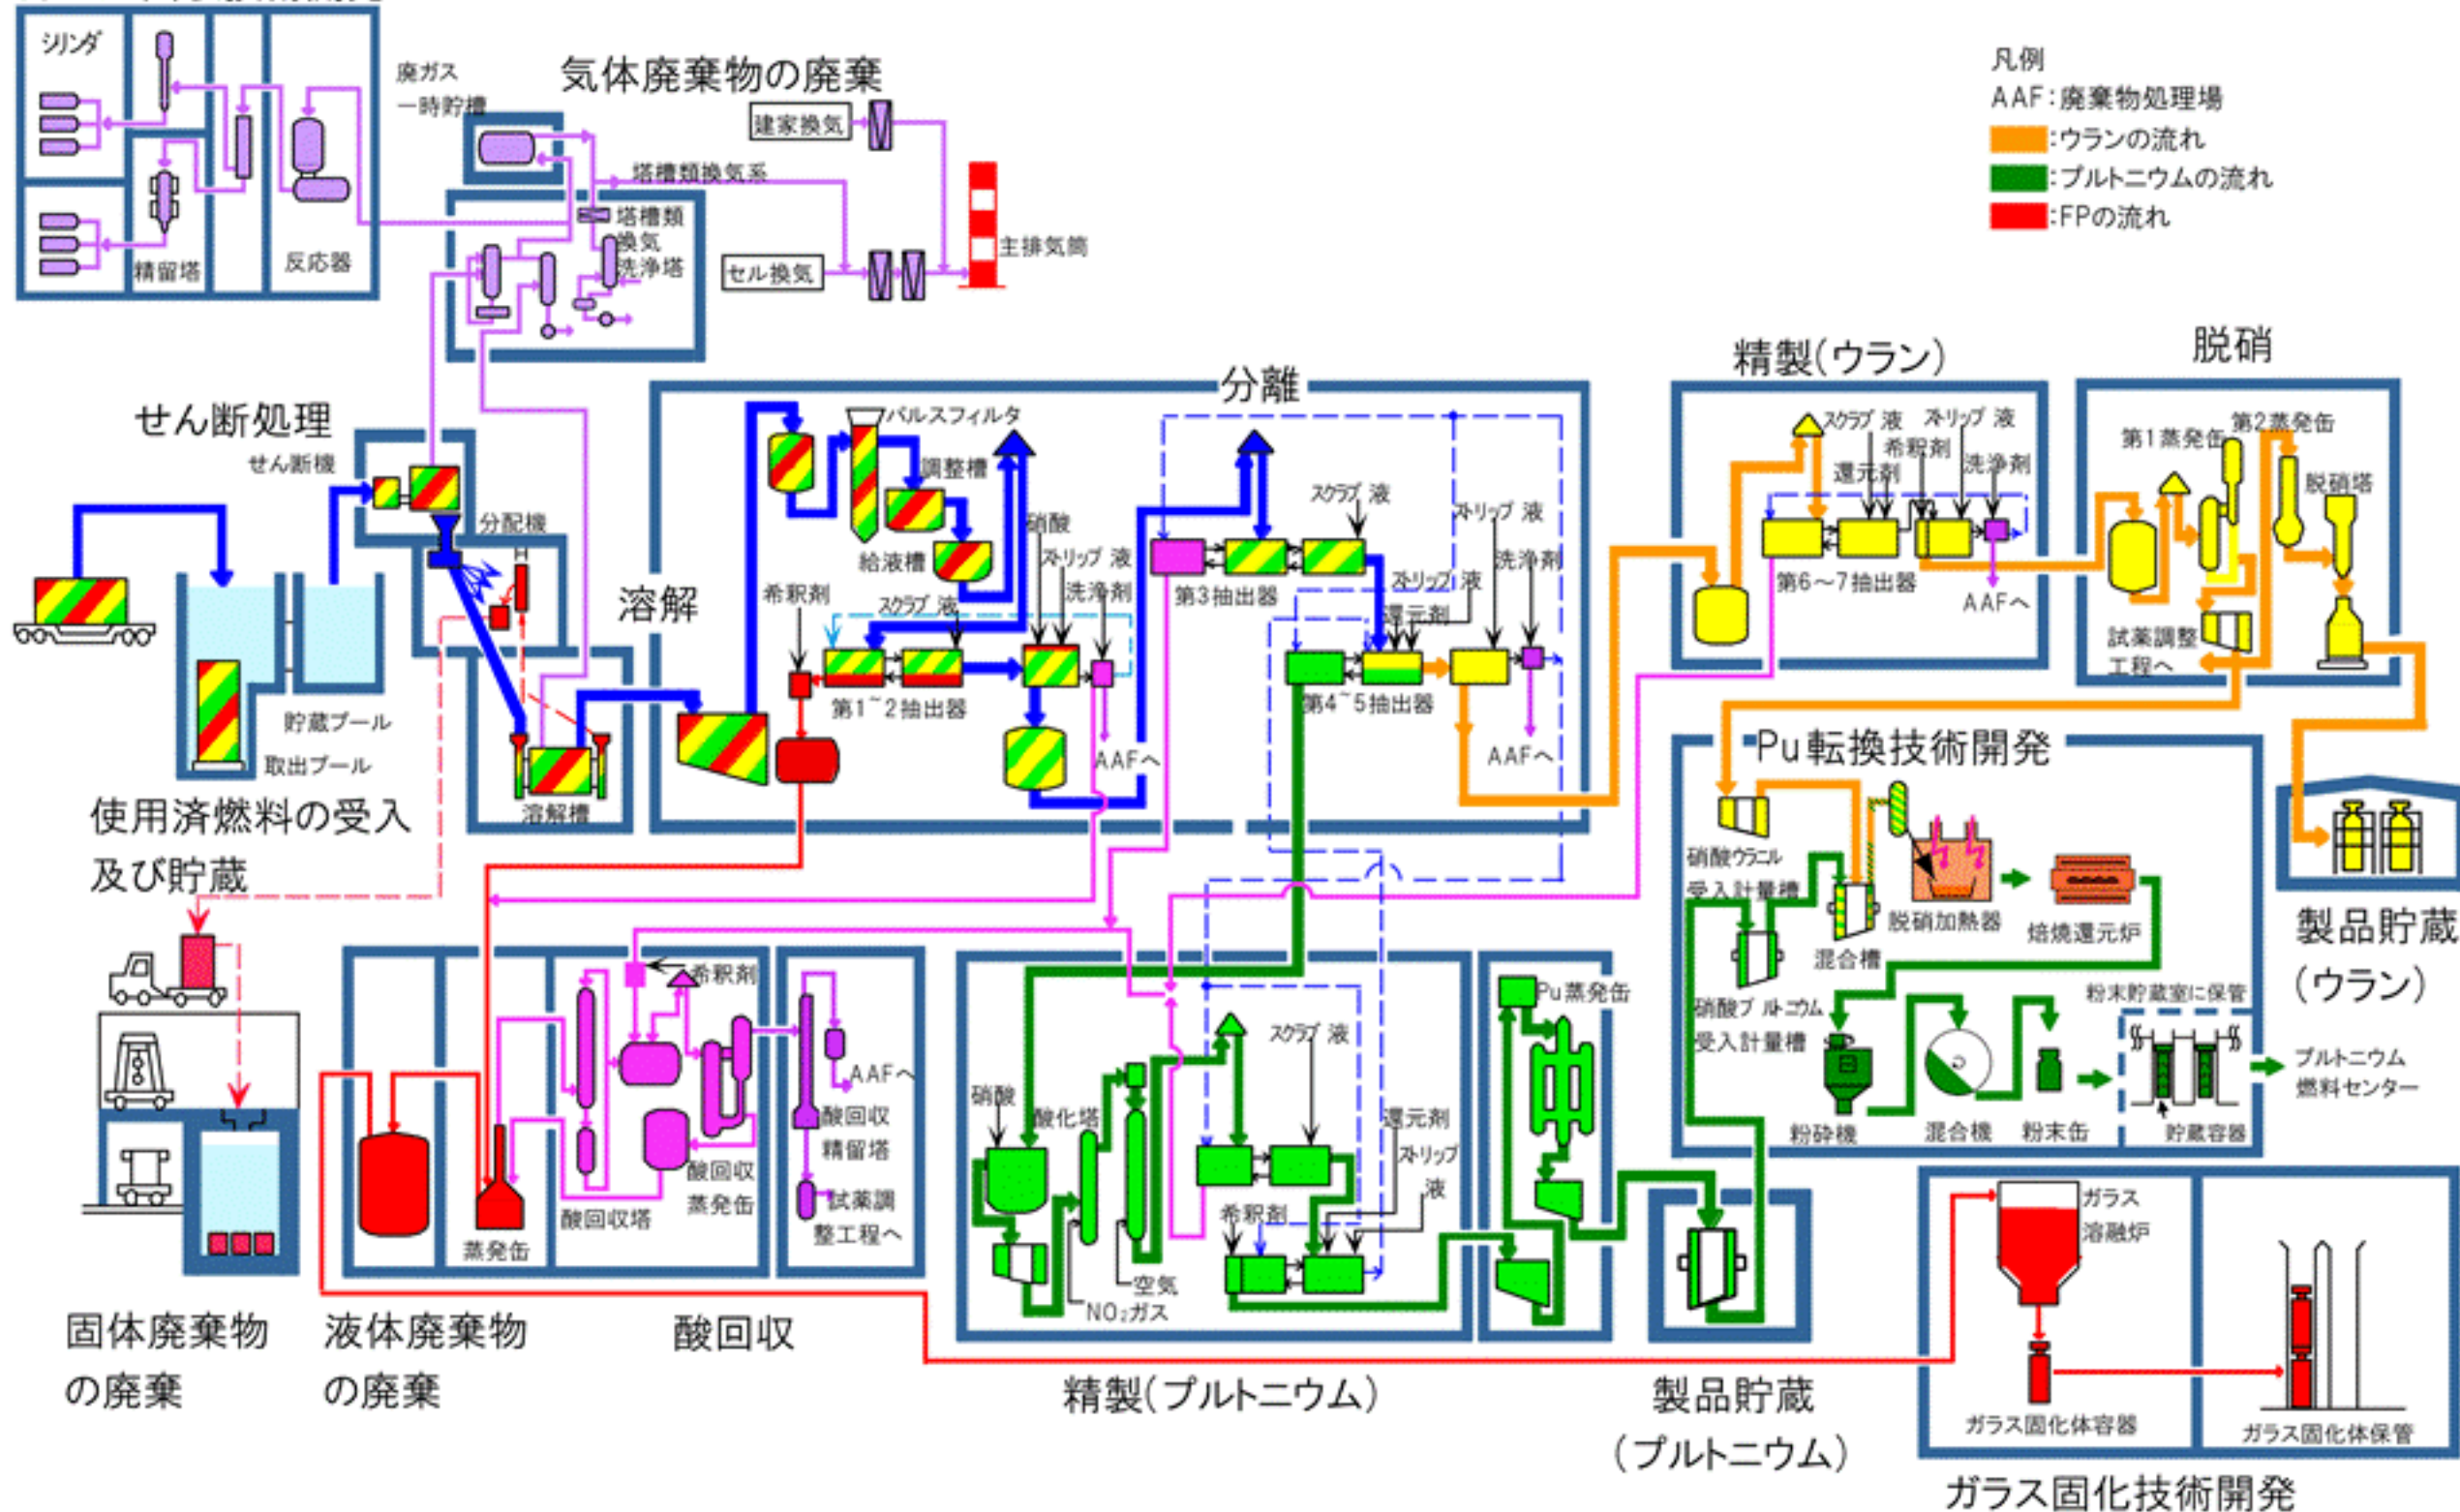 シリンダ
精留塔
反応器
廃ガス
一時貯槽
気体廃棄物の廃棄
建家換気
塔槽類換気系
塔槽類
換気
洗浄塔
セル換気
主排気筒
凡例
AAF:廃棄物処理場
:ウランの流れ
:プルトニウムの流れ
:FPの流れ
せん断処理
せん断機
分配機
貯蔵プール
取出プール
使用済燃料の受入
及び貯蔵
溶解槽
溶解
分離
パルスフィルタ
調整槽
給液槽
硝酸
ストリップ 液
洗浄剤
希釈剤
スクラブ 液
第1~2抽出器
AAFへ
スクラブ 液
第3抽出器
ストリップ 液
洗浄剤
ストリップ 液
還元剤
第4~5抽出器
AAFへ
精製(ウラン)
スクラブ 液
ストリップ 液
希釈剤
還元剤
洗浄剤
第6～7抽出器
AAFへ
脱硝
第1蒸発缶
第2蒸発缶
脱硝塔
試薬調整
工程へ
Pu転換技術開発
硝酸ウラニル
受入計量槽
混合槽
脱硝加熱器
焙焼還元炉
硝酸プルトニウム
受入計量槽
粉砕機
混合機
粉末缶
粉末貯蔵室に保管
貯蔵容器
プルトニウム
燃料センター
製品貯蔵
(ウラン)
固体廃棄物
の廃棄
液体廃棄物
の廃棄
蒸発缶
酸回収塔
希釈剤
酸回収
蒸発缶
酸回収
AAFへ
酸回収
精留塔
試薬調
整工程へ
硝酸
酸化塔
空気
NO₂ガス
スクラブ 液
還元剤
ストリップ
液
希釈剤
精製(プルトニウム)
Pu蒸発缶
製品貯蔵
(プルトニウム)
ガラス
溶融炉
ガラス固化体容器
ガラス固化体保管
ガラス固化技術開発